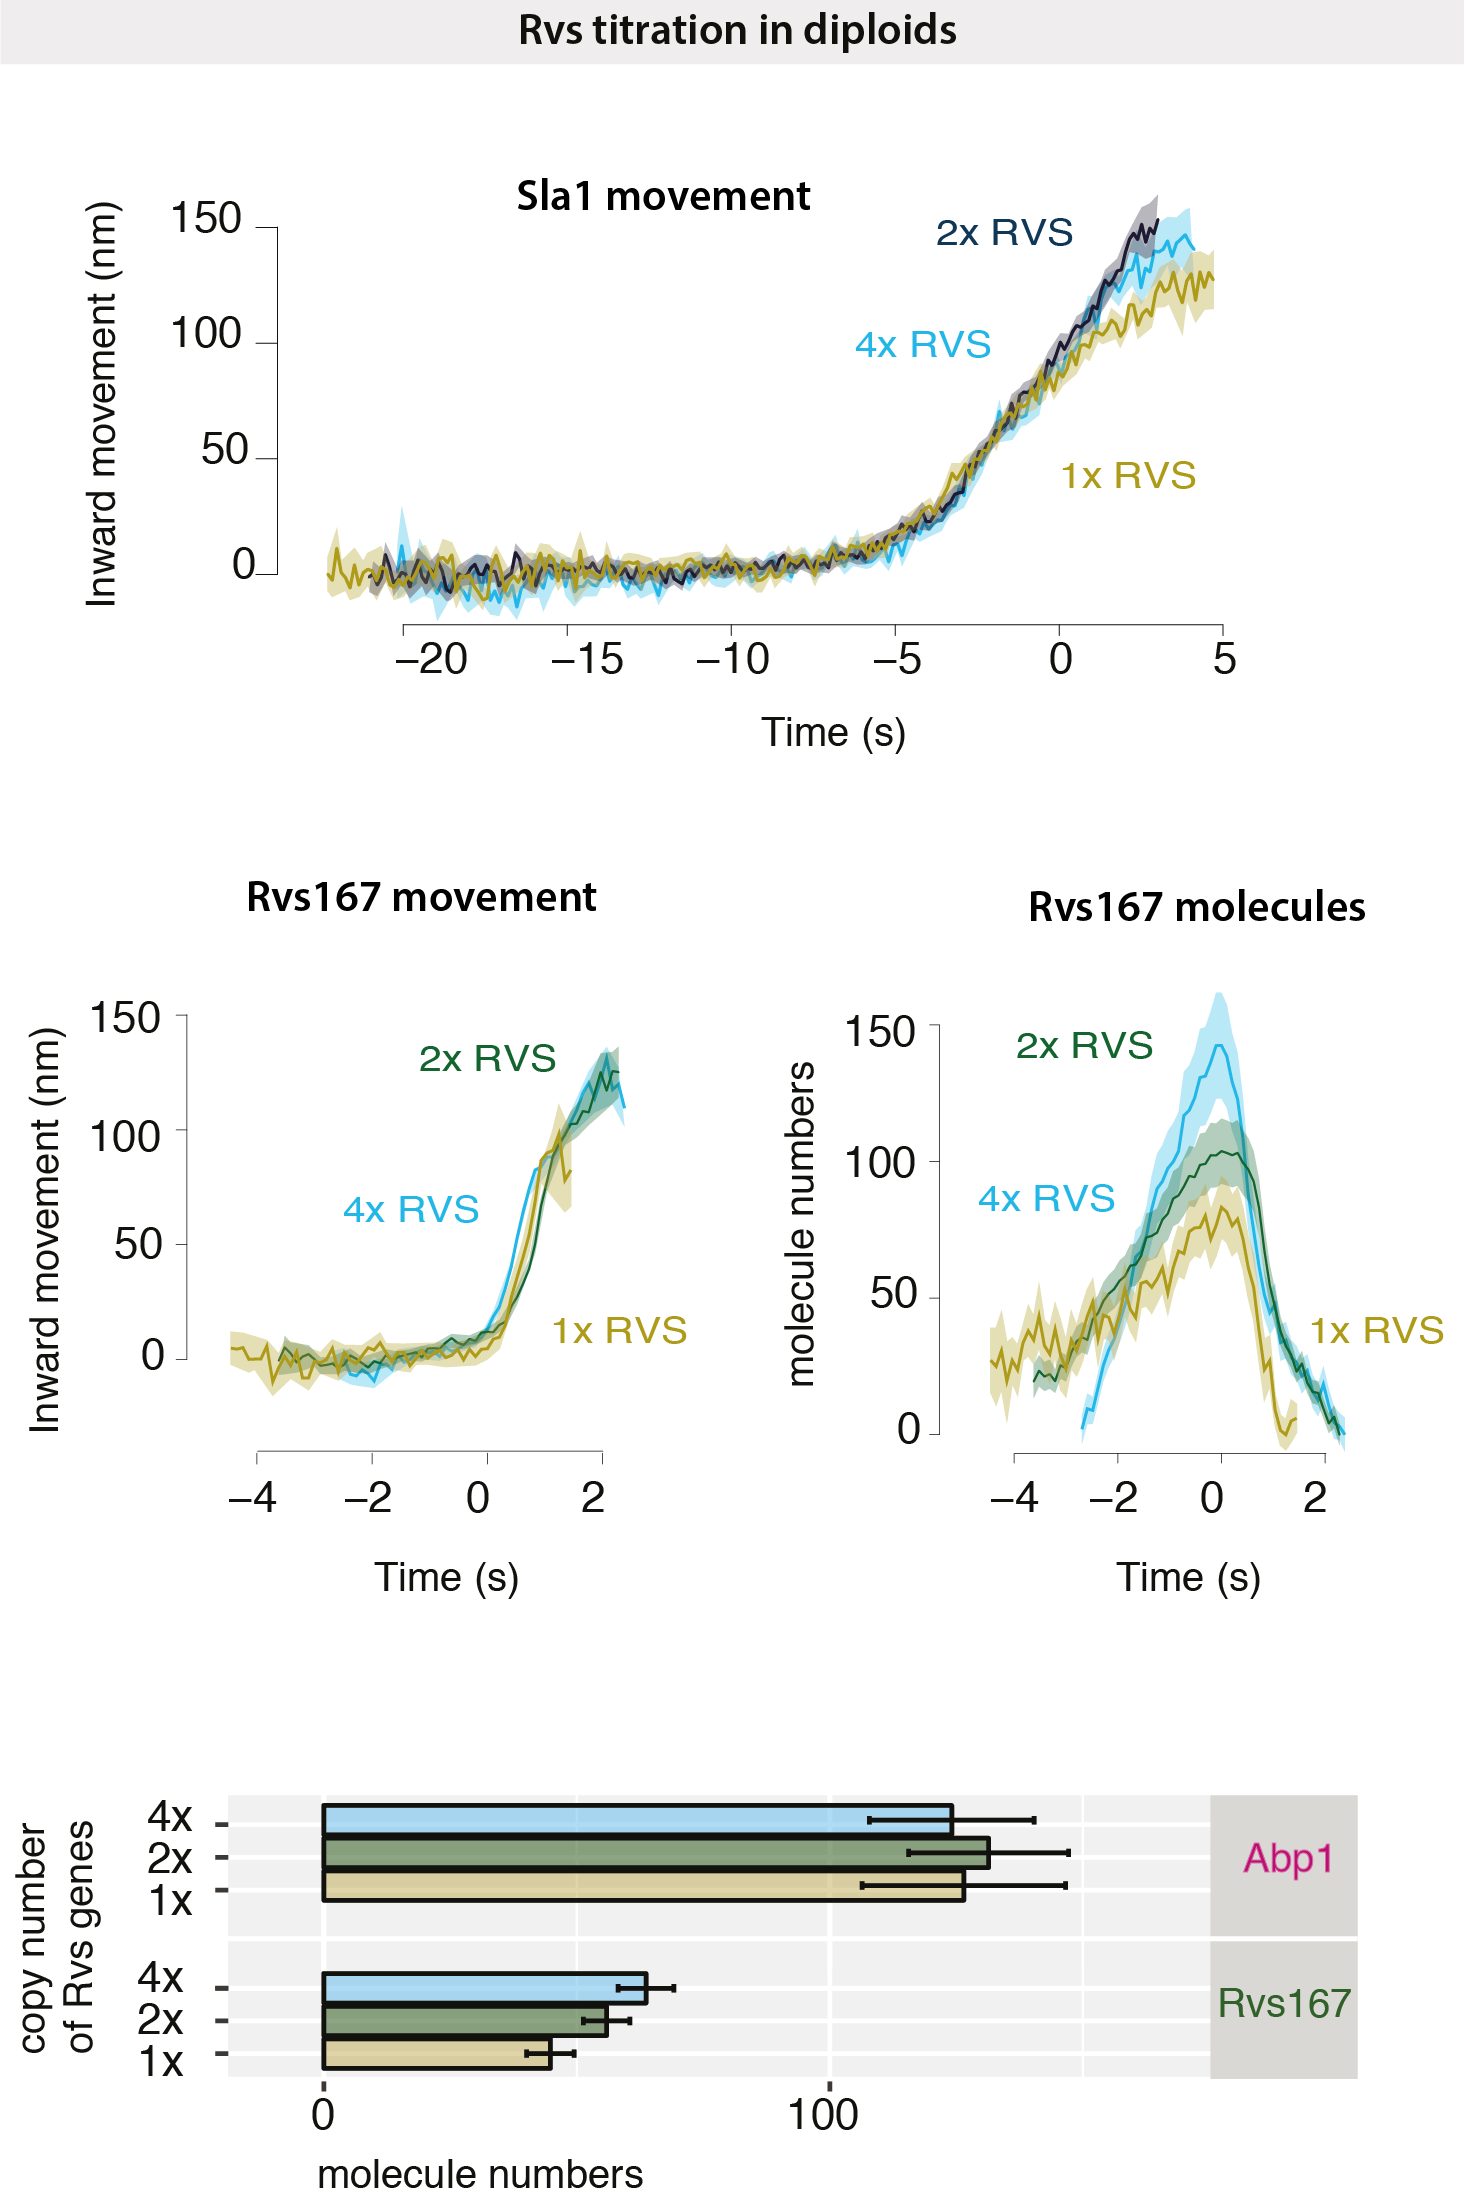 Rvs titration in diploids
Sla1 movement
Inward movement (nm)
150
100
50
0
2x RVS
4x RVS
1x RVS
−20 −15 −10 −5 0 5
Time (s)
Rvs167 movement
Inward movement (nm)
150
100
50
0
2x RVS
4x RVS
1x RVS
−4 −2 0 2
Time (s)
Rvs167 molecules
molecule numbers
150
100
50
0
2x RVS
4x RVS
1x RVS
−4 −2 0 2
Time (s)
copy number
of Rvs genes
4x
2x
1x
Abp1
4x
2x
1x
Rvs167
0 100
molecule numbers